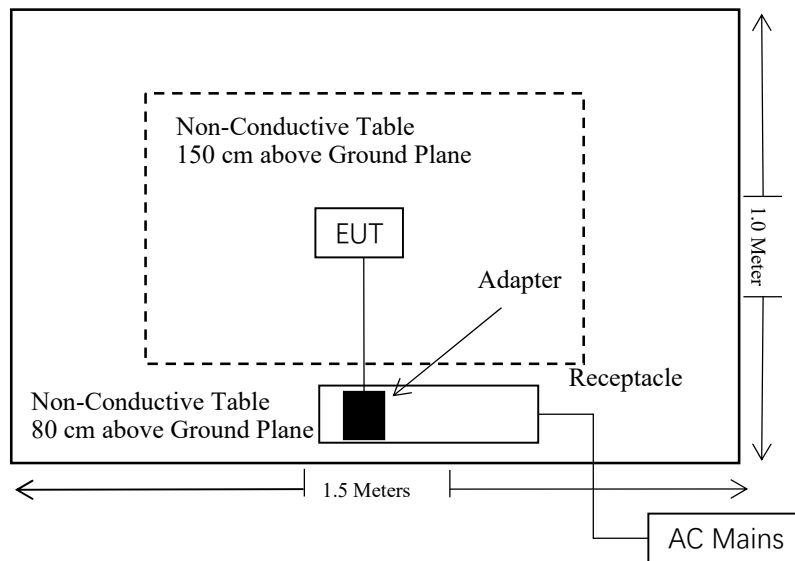 Non-Conductive Table
150 cm above Ground Plane
EUT
Adapter
1.0 Meter
Receptacle
Non-Conductive Table
80 cm above Ground Plane
1.5 Meters
AC Mains